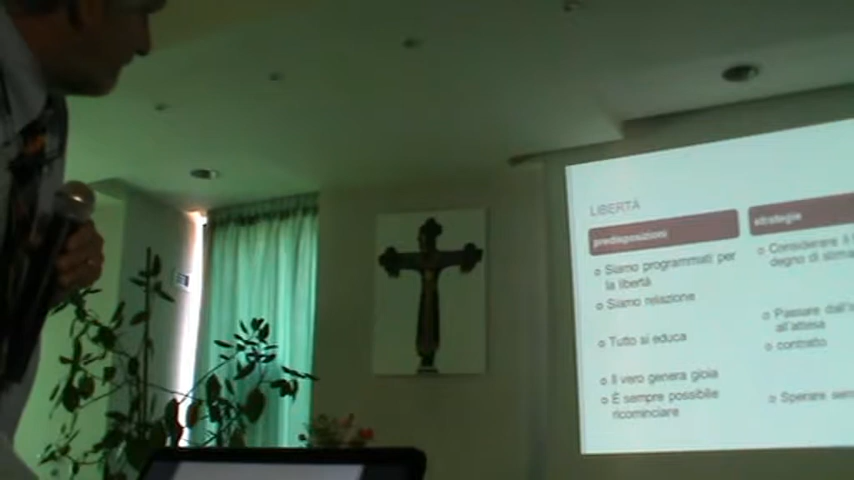 LIBERTÀ
predisposizioni
strategie
Siamo programmati per
la libertà
Siamo relazione
Tutto si educa
Il vero genera gioia
È sempre possibile
ricominciare
Considerare il
degno di stima
Passare
all'attesa
contratto
Sperare